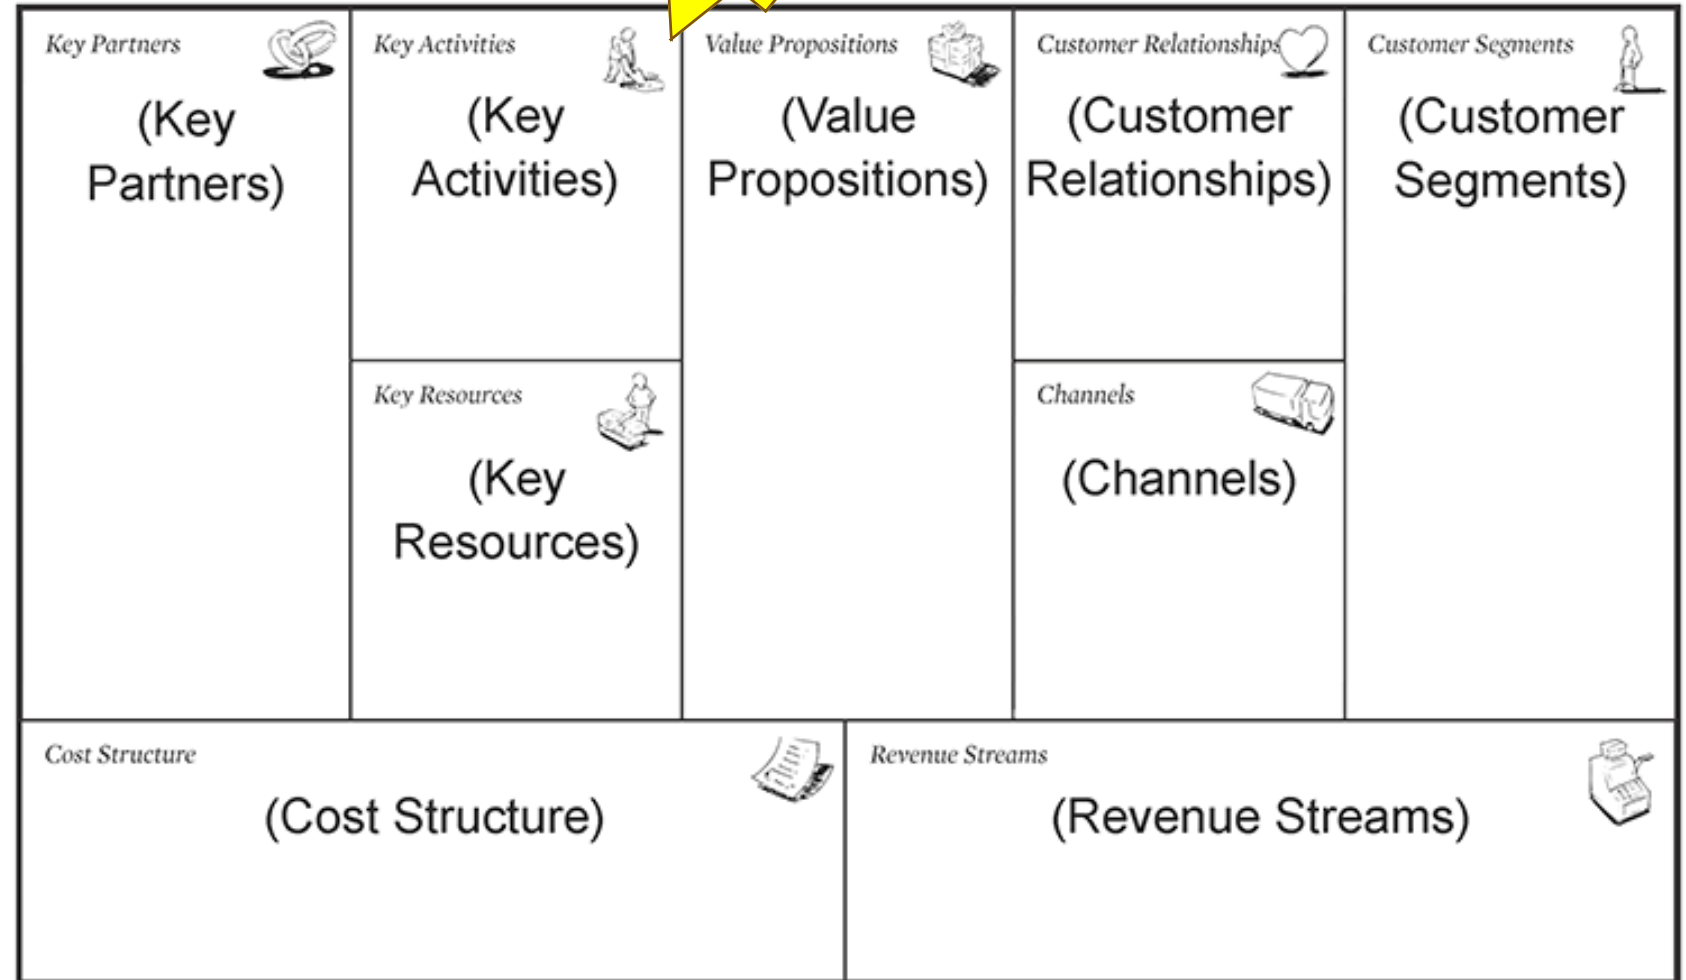 Key Partners
(Key
Partners)
Key Activities
(Key
Activities)
Key Resources
(Key
Resources)
Value Propositions
(Value
Propositions)
Customer Relationships
(Customer
Relationships)
Channels
(Channels)
Customer Segments
(Customer
Segments)
Cost Structure
(Cost Structure)
Revenue Streams
(Revenue Streams)